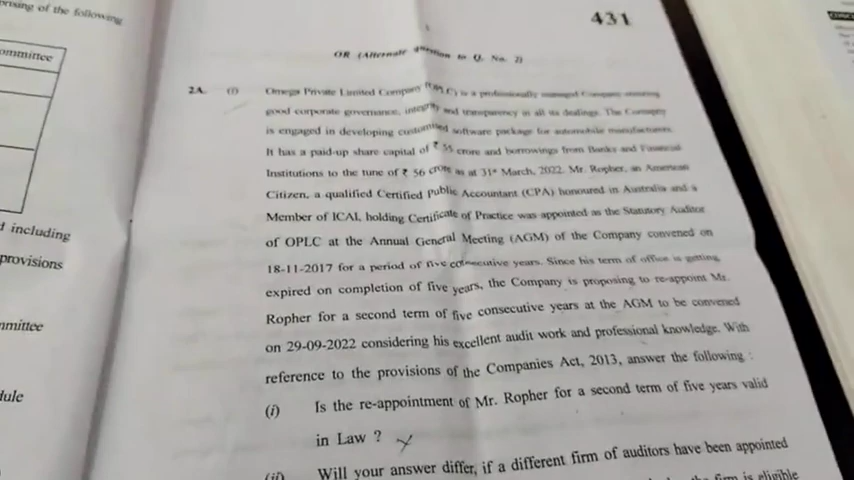 431
OR (Alternate question to Q. No. 2)
2A. (i) Omega Private Limited Company (OPLC) is a professionally managed Company ensuring
good corporate governance, integrity and transparency in all its dealings. The Company
is engaged in developing customised software package for automobile manufacturers.
It has a paid-up share capital of ₹ 55 crore and borrowings from Banks and Financial
Institutions to the tune of ₹ 56 crore as at 31st March, 2022. Mr. Ropher, an American
Citizen, a qualified Certified Public Accountant (CPA) honoured in Australia and a
Member of ICAI, holding Certificate of Practice was appointed as the Statutory Auditor
of OPLC at the Annual General Meeting (AGM) of the Company convened on
18-11-2017 for a period of five consecutive years. Since his term of office is getting
expired on completion of five years, the Company is proposing to re-appoint Mr.
Ropher for a second term of five consecutive years at the AGM to be convened
on 29-09-2022 considering his excellent audit work and professional knowledge. With
reference to the provisions of the Companies Act, 2013, answer the following :
(i) Is the re-appointment of Mr. Ropher for a second term of five years valid
in Law ?
(ii) Will your answer differ, if a different firm of auditors have been appointed
the firm is eligible
of the following
ommittee
including
provisions
mmittee
dule